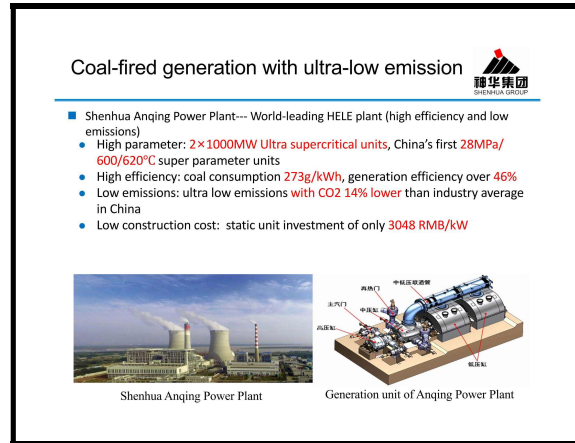 Coal-fired generation with ultra-low emission
神华集团
SHENHUA GROUP
Shenhua Anqing Power Plant--- World-leading HELE plant (high efficiency and low
emissions)
High parameter: 2×1000MW Ultra supercritical units, China's first 28MPa/
600/620℃ super parameter units
High efficiency: coal consumption 273g/kWh, generation efficiency over 46%
Low emissions: ultra low emissions with CO2 14% lower than industry average
in China
Low construction cost:  static unit investment of only 3048 RMB/kW
中低压联通管
再热门
主汽门
中压缸
高压缸
低压缸
Shenhua Anqing Power Plant
Generation unit of Anqing Power Plant